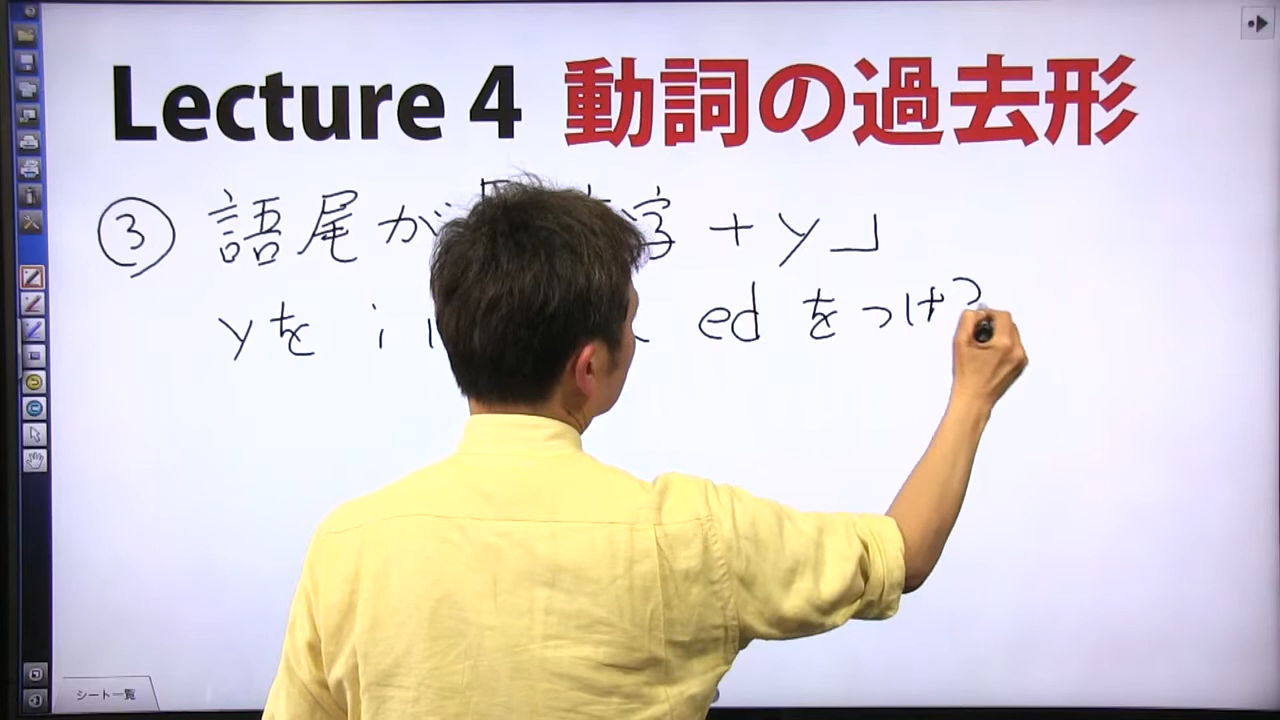 Lecture 4 動詞の過去形
③ 語尾が「 字 + y」
yを i ed をつけ
シート一覧